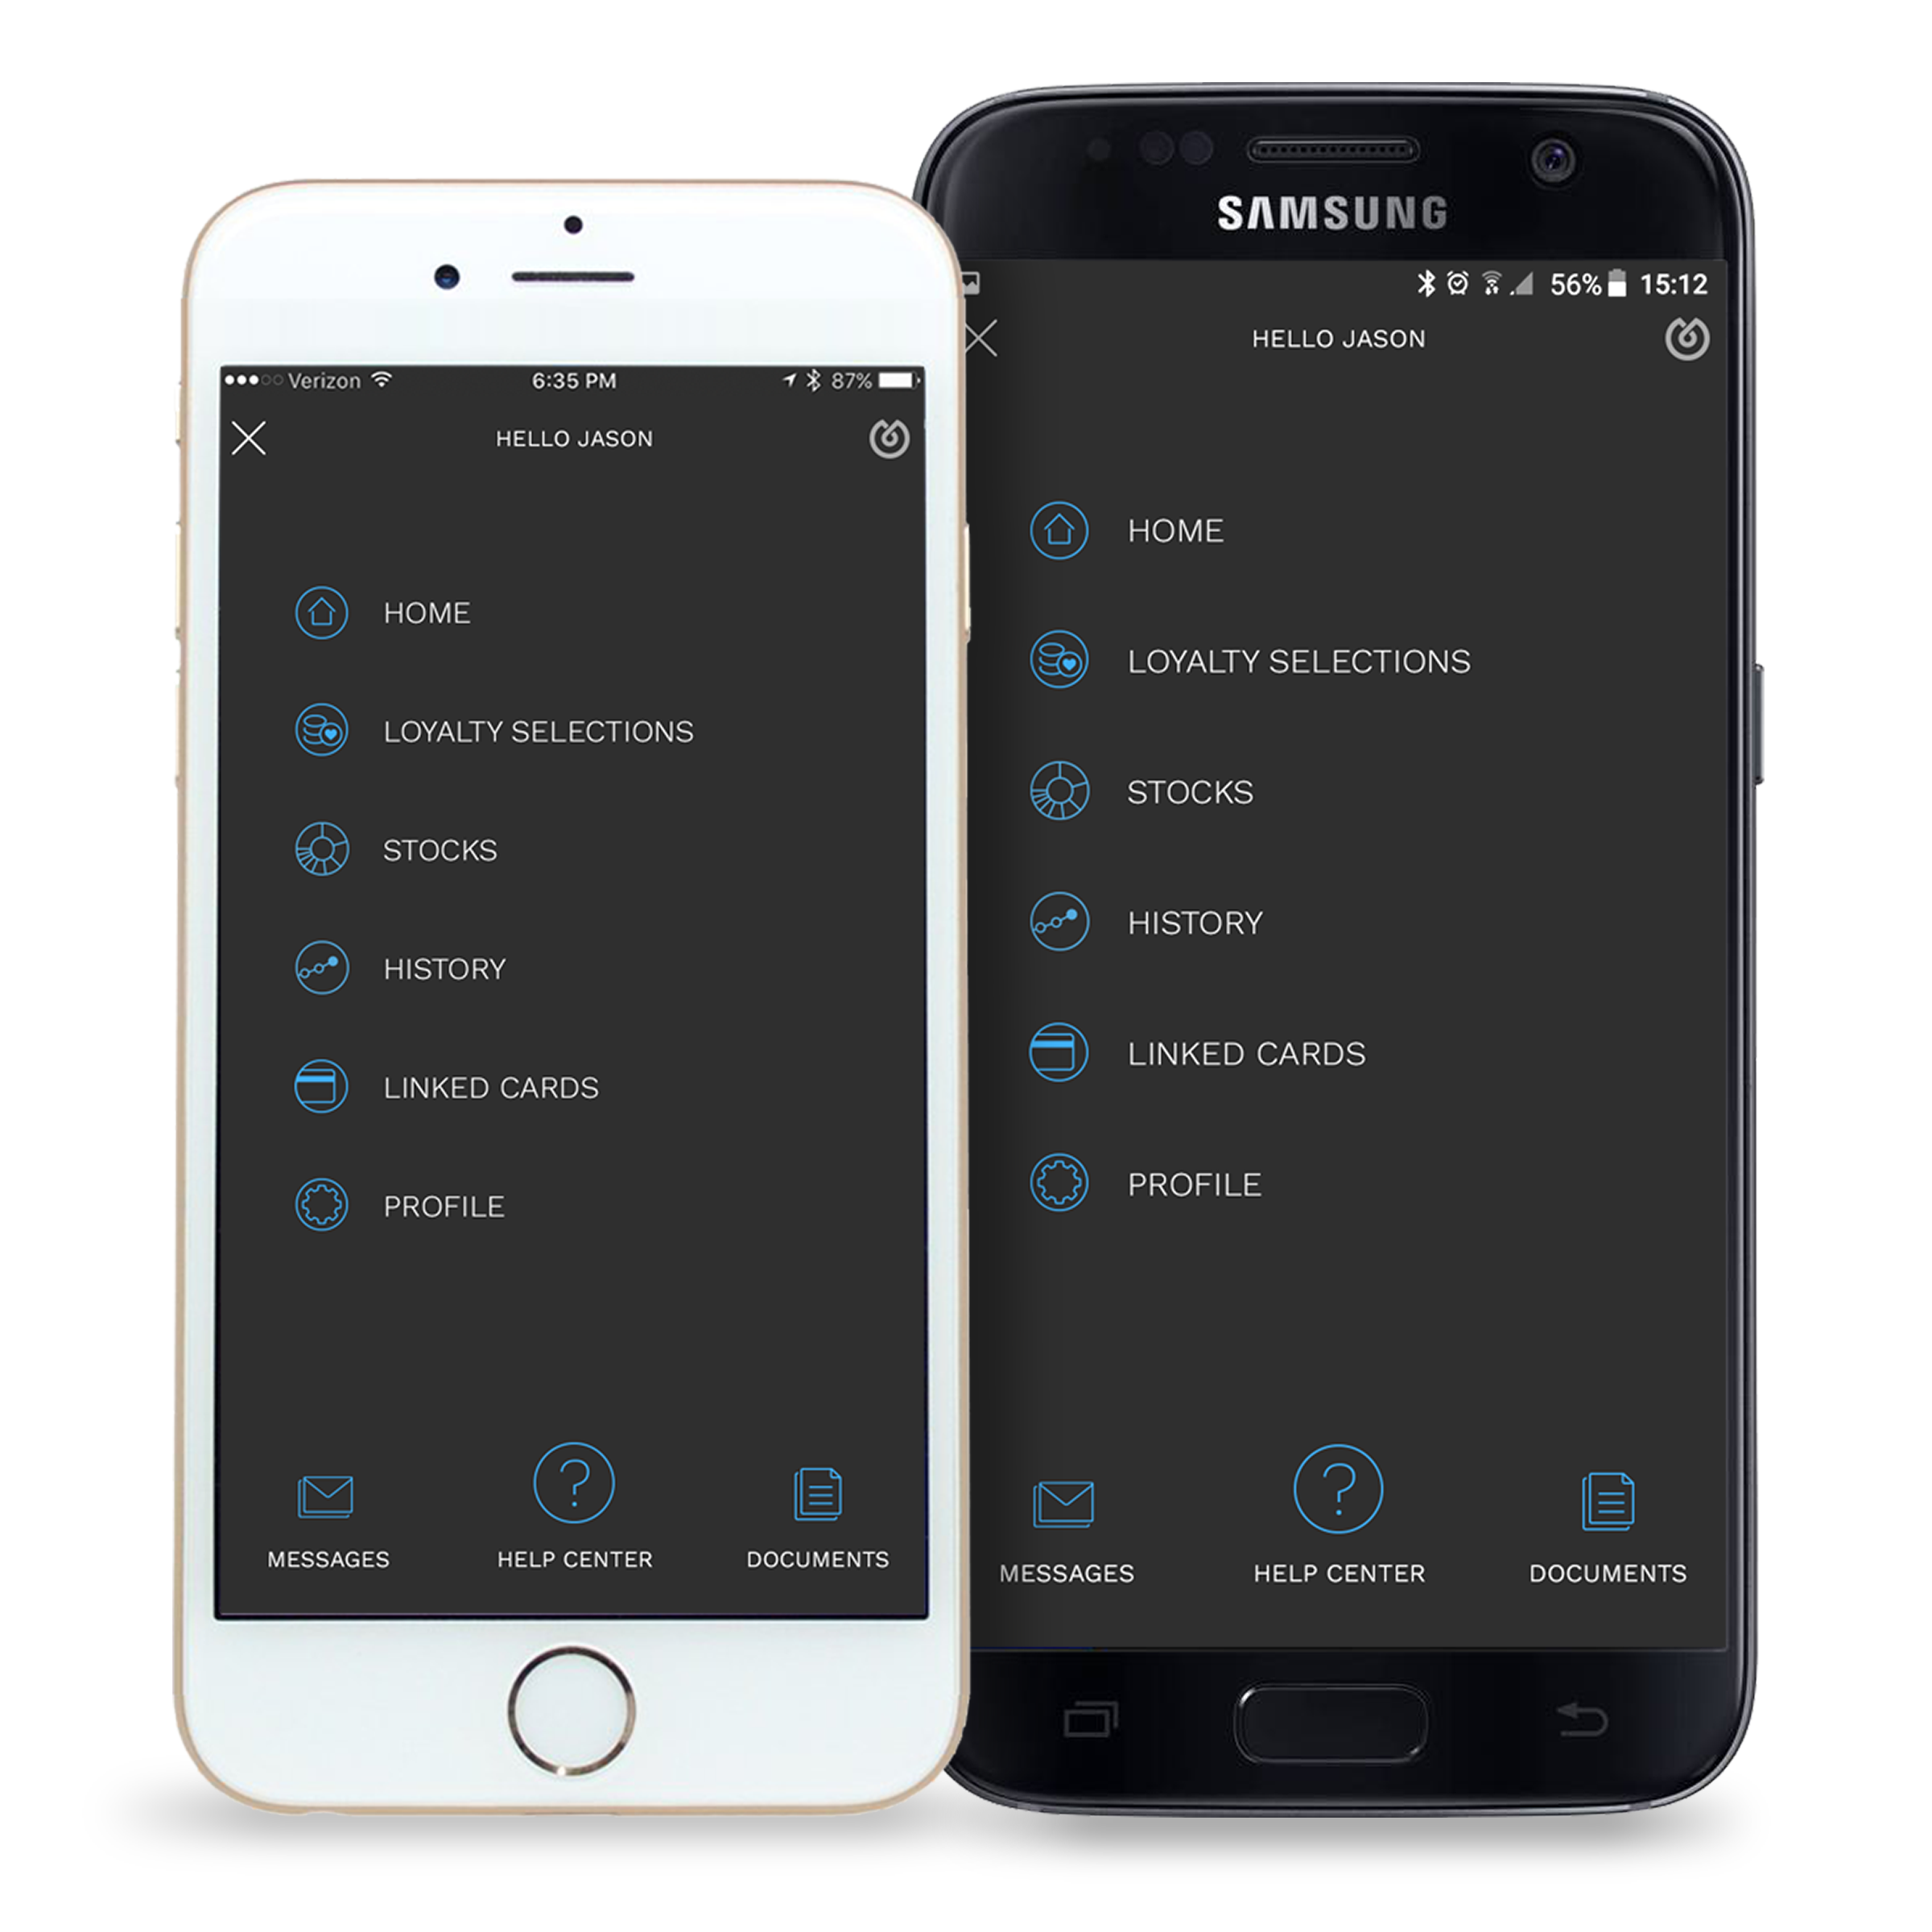 Verizon 6:35 PM 87%
HELLO JASON
HOME
LOYALTY SELECTIONS
STOCKS
HISTORY
LINKED CARDS
PROFILE
MESSAGES HELP CENTER DOCUMENTS
SAMSUNG
56% 15:12
HELLO JASON
HOME
LOYALTY SELECTIONS
STOCKS
HISTORY
LINKED CARDS
PROFILE
MESSAGES HELP CENTER DOCUMENTS